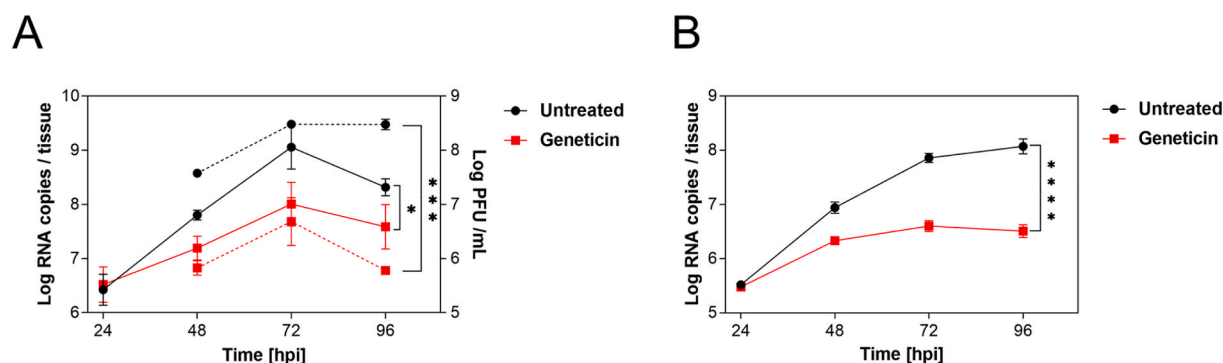 A
Log RNA copies / tissue
10
9
8
7
6
24
48
72
96
Time [hpi]
9
8
7
6
5
Log PFU /mL
*
***
Untreated
Geneticin
B
Log RNA copies / tissue
9
8
7
6
5
24
48
72
96
Time [hpi]
****
Untreated
Geneticin